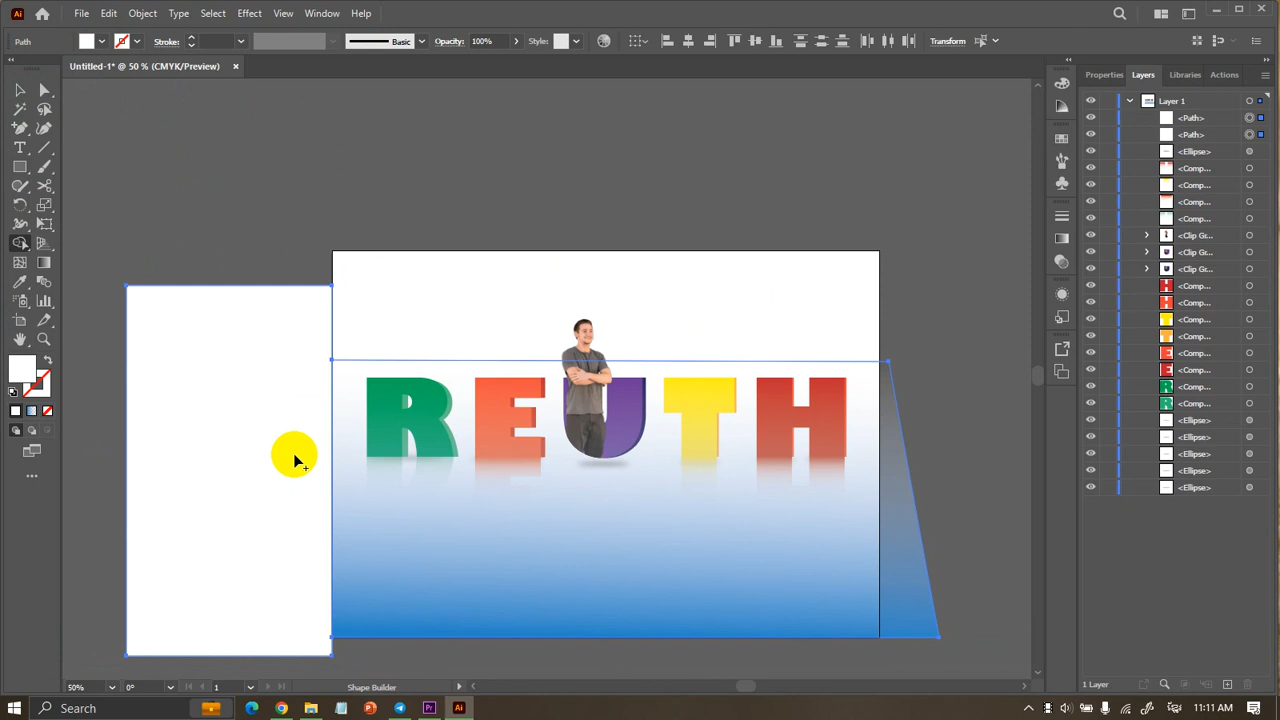 Ai
File Edit Object Type Select Effect View Window Help
Path Stroke: Basic Opacity: 100% Style: Transform
Untitled-1* @ 50 % (CMYK/Preview)
Properties Layers Libraries Actions
Layer 1
<Path>
<Path>
<Ellipse>
<Comp...
<Comp...
<Comp...
<Comp...
<Clip Gr...
<Clip Gr...
<Clip Gr...
<Comp...
<Comp...
<Comp...
<Comp...
<Comp...
<Comp...
<Comp...
<Comp...
<Ellipse>
<Ellipse>
<Ellipse>
<Ellipse>
<Ellipse>
REUTH
50% 0° 1 Shape Builder
1 Layer
Search
Pr
Ai
11:11 AM